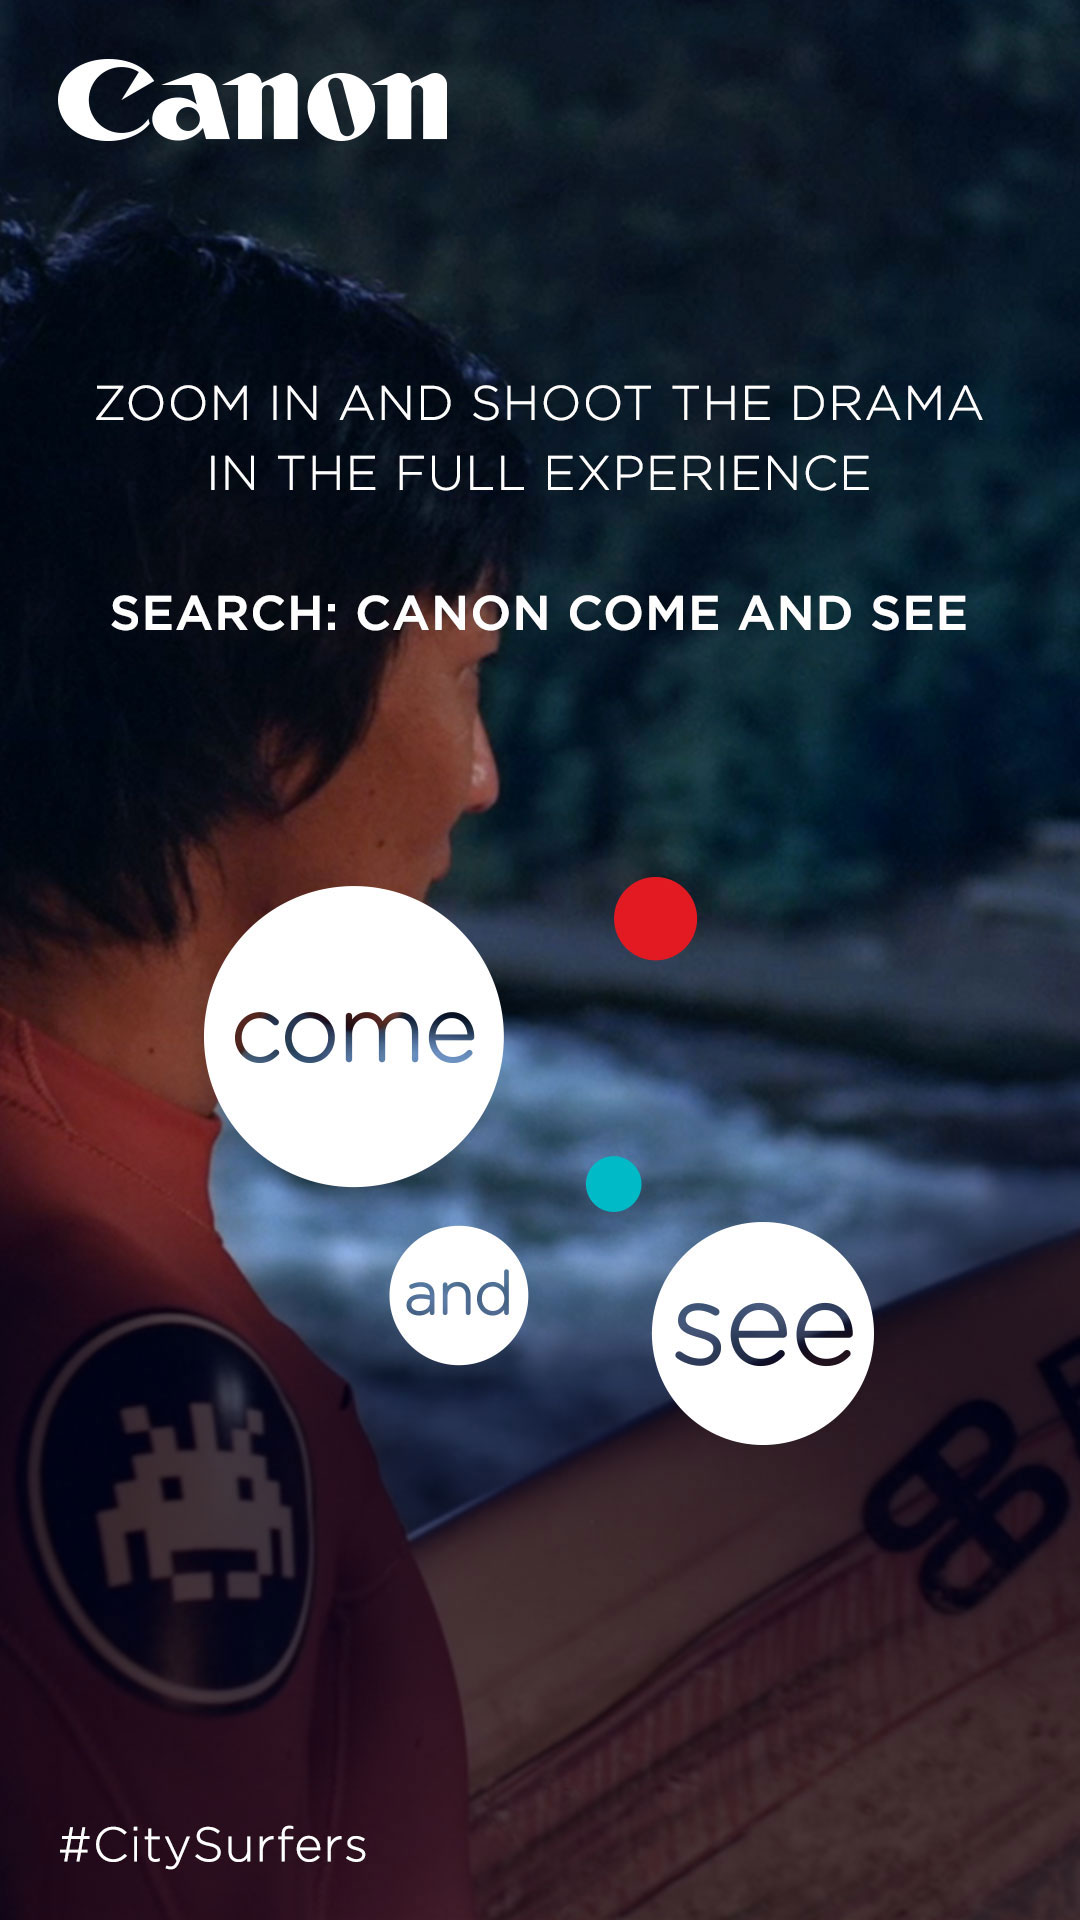 Canon
ZOOM IN AND SHOOT THE DRAMA
IN THE FULL EXPERIENCE
SEARCH: CANON COME AND SEE
come
and
see
#CitySurfers